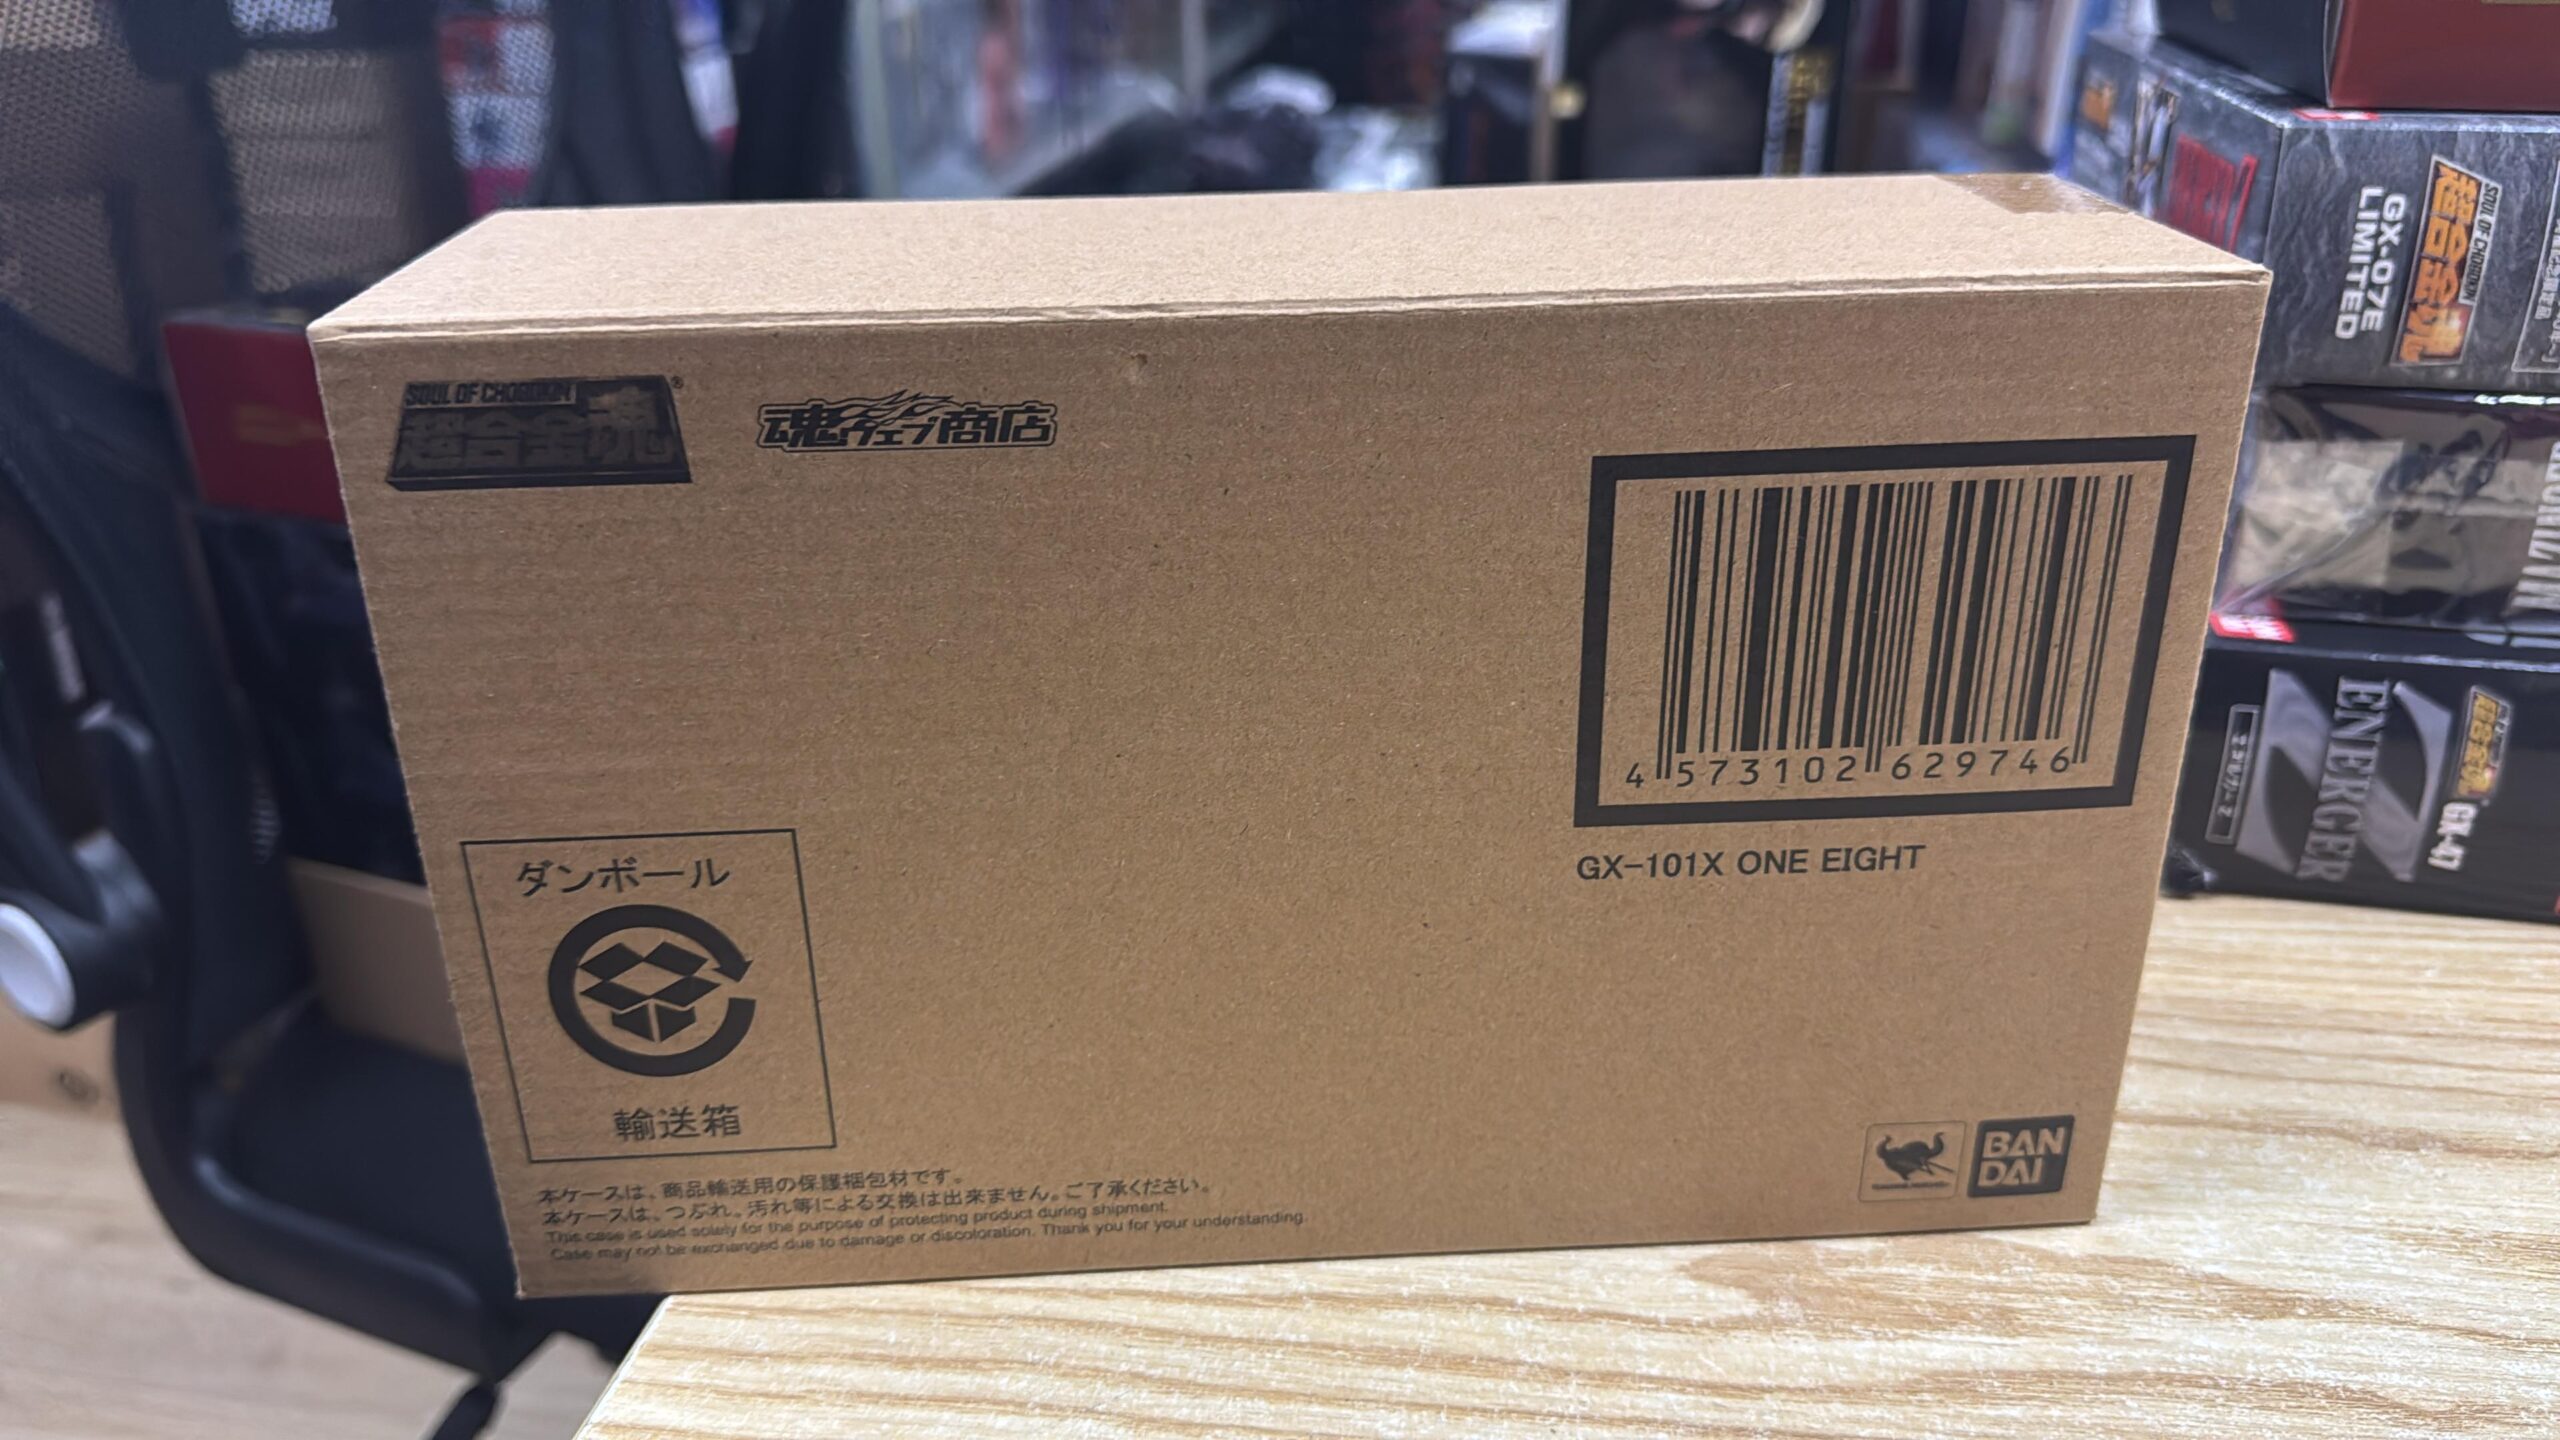 SOUL OF CHOGOKIN
超合金魂
®
魂ウェブ商店
4 573102 629746
GX-101X ONE EIGHT
ダンボール
輸送箱
本ケースは、商品輸送用の保護梱包材です。
本ケースは、つぶれ、汚れ等による交換は出来ません。ご了承ください。
This case is used solely for the purpose of protecting product during shipment.
Case may not be exchanged due to damage or discoloration. Thank you for your understanding.
BAN
DAI
SOUL OF CHOGOKIN
超合金魂
GX-07E
LIMITED
ENERGER
Z
超合金魂
GX-47